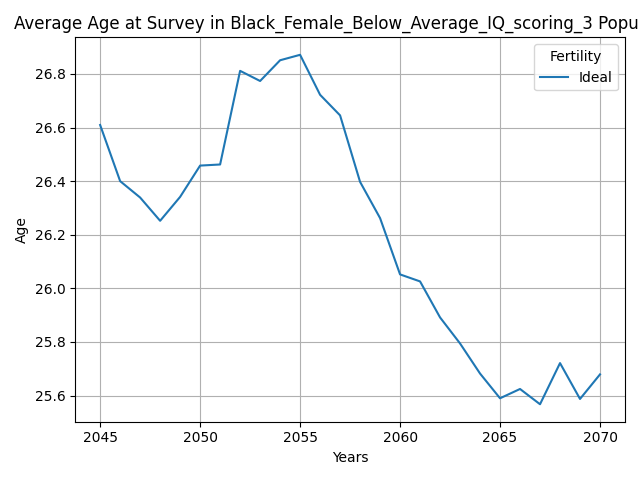 Average Age at Survey in Black_Female_Below_Average_IQ_scoring_3 Popu
Fertility
Ideal
26.8
26.6
26.4
26.2
26.0
25.8
25.6
Age
2045 2050 2055 2060 2065 2070
Years